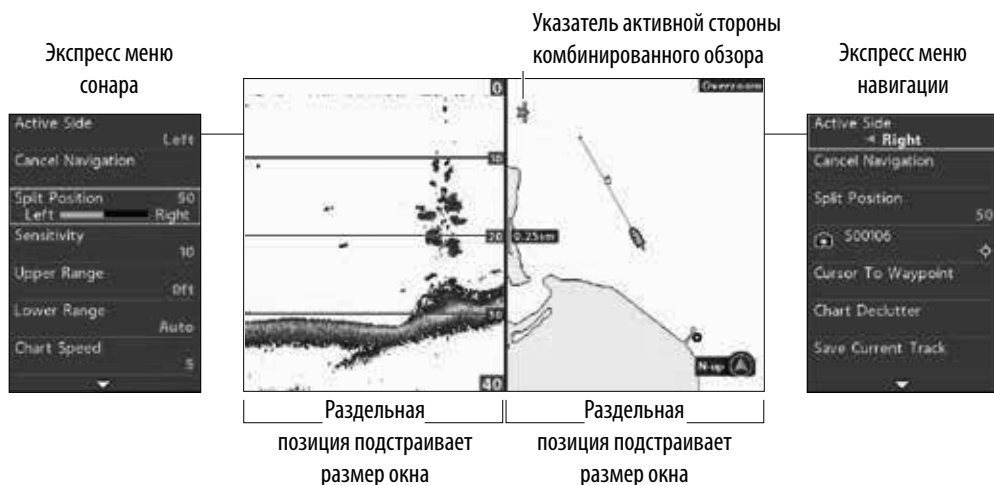 Указатель активной стороны
комбинированного обзора
Экспресс меню
сонара
Экспресс меню
навигации
Active Side
Left
Cancel Navigation
Split Position 50
Left Right
Sensitivity
10
Upper Range
0ft
Lower Range
Auto
Chart Speed
5
0
10
20
30
40
Overzoom
0.25sm
N-up
Active Side
Right
Cancel Navigation
Split Position
50
S00106
Cursor To Waypoint
Chart Declutter
Save Current Track
Раздельная
позиция подстраивает
размер окна
Раздельная
позиция подстраивает
размер окна